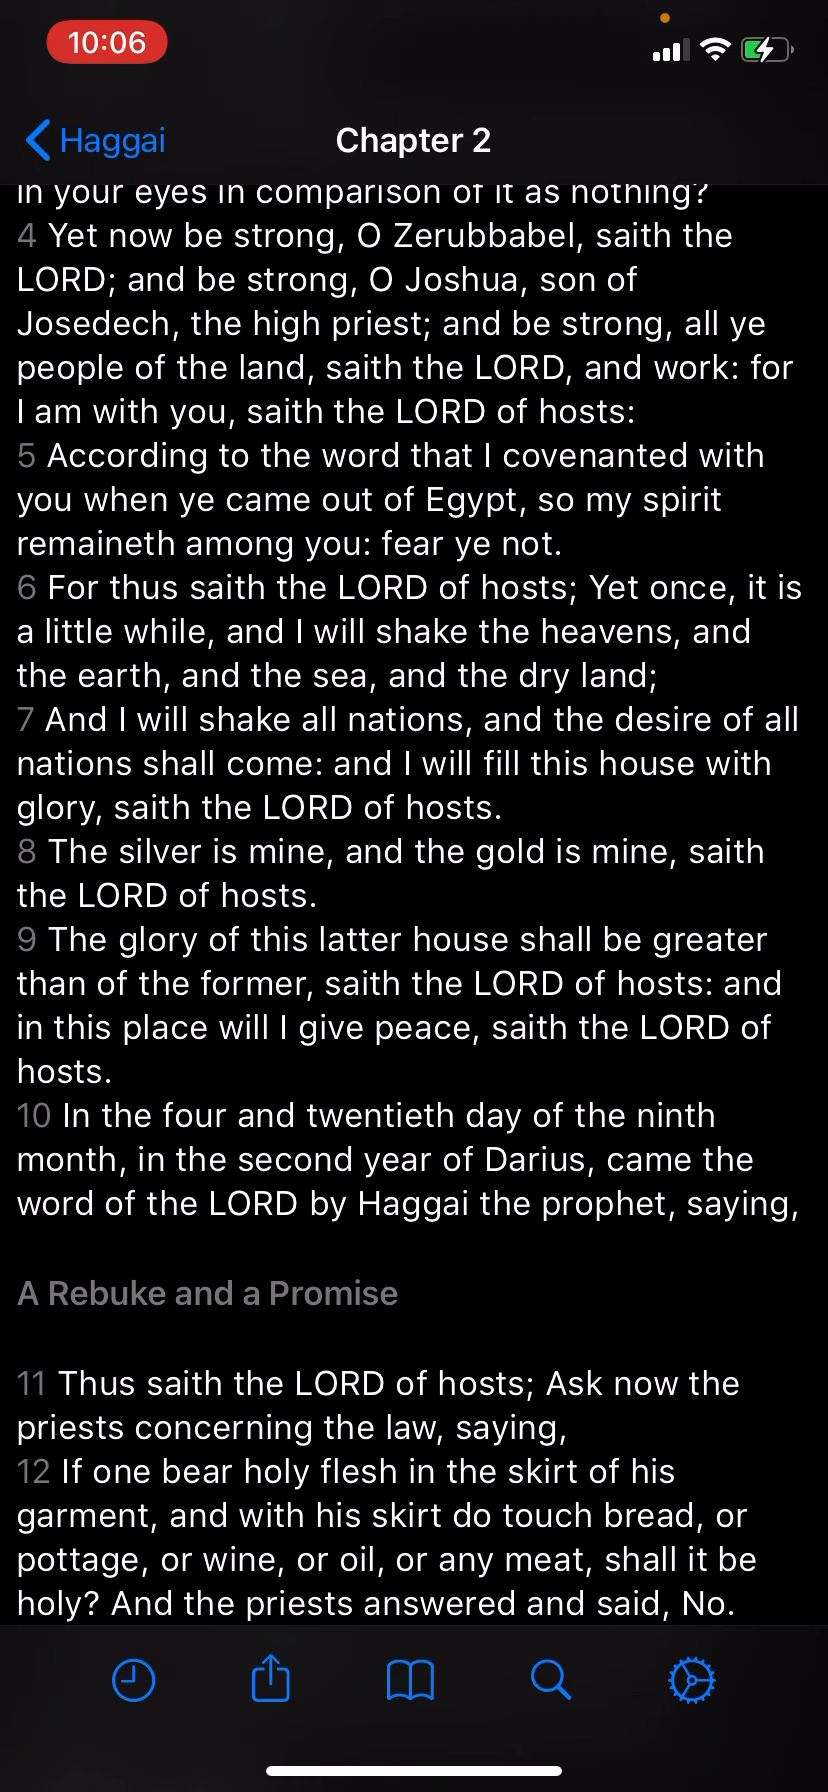 10:06
Haggai
Chapter 2
in your eyes in comparison of it as nothing?
4 Yet now be strong, O Zerubbabel, saith the
LORD; and be strong, O Joshua, son of
Josedech, the high priest; and be strong, all ye
people of the land, saith the LORD, and work: for
I am with you, saith the LORD of hosts:
5 According to the word that I covenanted with
you when ye came out of Egypt, so my spirit
remaineth among you: fear ye not.
6 For thus saith the LORD of hosts; Yet once, it is
a little while, and I will shake the heavens, and
the earth, and the sea, and the dry land;
7 And I will shake all nations, and the desire of all
nations shall come: and I will fill this house with
glory, saith the LORD of hosts.
8 The silver is mine, and the gold is mine, saith
the LORD of hosts.
9 The glory of this latter house shall be greater
than of the former, saith the LORD of hosts: and
in this place will I give peace, saith the LORD of
hosts.
10 In the four and twentieth day of the ninth
month, in the second year of Darius, came the
word of the LORD by Haggai the prophet, saying,
A Rebuke and a Promise
11 Thus saith the LORD of hosts; Ask now the
priests concerning the law, saying,
12 If one bear holy flesh in the skirt of his
garment, and with his skirt do touch bread, or
pottage, or wine, or oil, or any meat, shall it be
holy? And the priests answered and said, No.